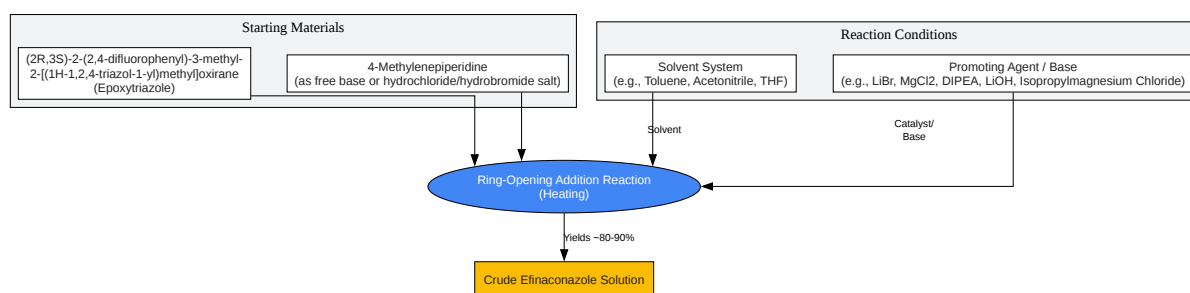 Starting Materials
(2R,3S)-2-(2,4-difluorophenyl)-3-methyl-
2-[(1H-1,2,4-triazol-1-yl)methyl]oxirane
(Epoxytriazole)
4-Methylenepiperidine
(as free base or hydrochloride/hydrobromide salt)
Reaction Conditions
Solvent System
(e.g., Toluene, Acetonitrile, THF)
Promoting Agent / Base
(e.g., LiBr, MgCl2, DIPEA, LiOH, Isopropylmagnesium Chloride)
Solvent
Catalyst/
Base
Ring-Opening Addition Reaction
(Heating)
Yields ~80-90%
Crude Efinaconazole Solution